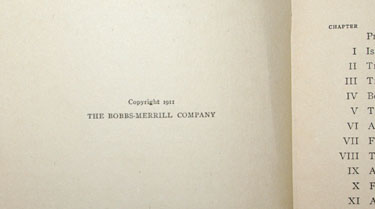 Copyright 1911
THE BOBBS-MERRILL COMPANY
CHAPTER
I
II
III
IV
V
VI
VII
VIII
IX
X
XI